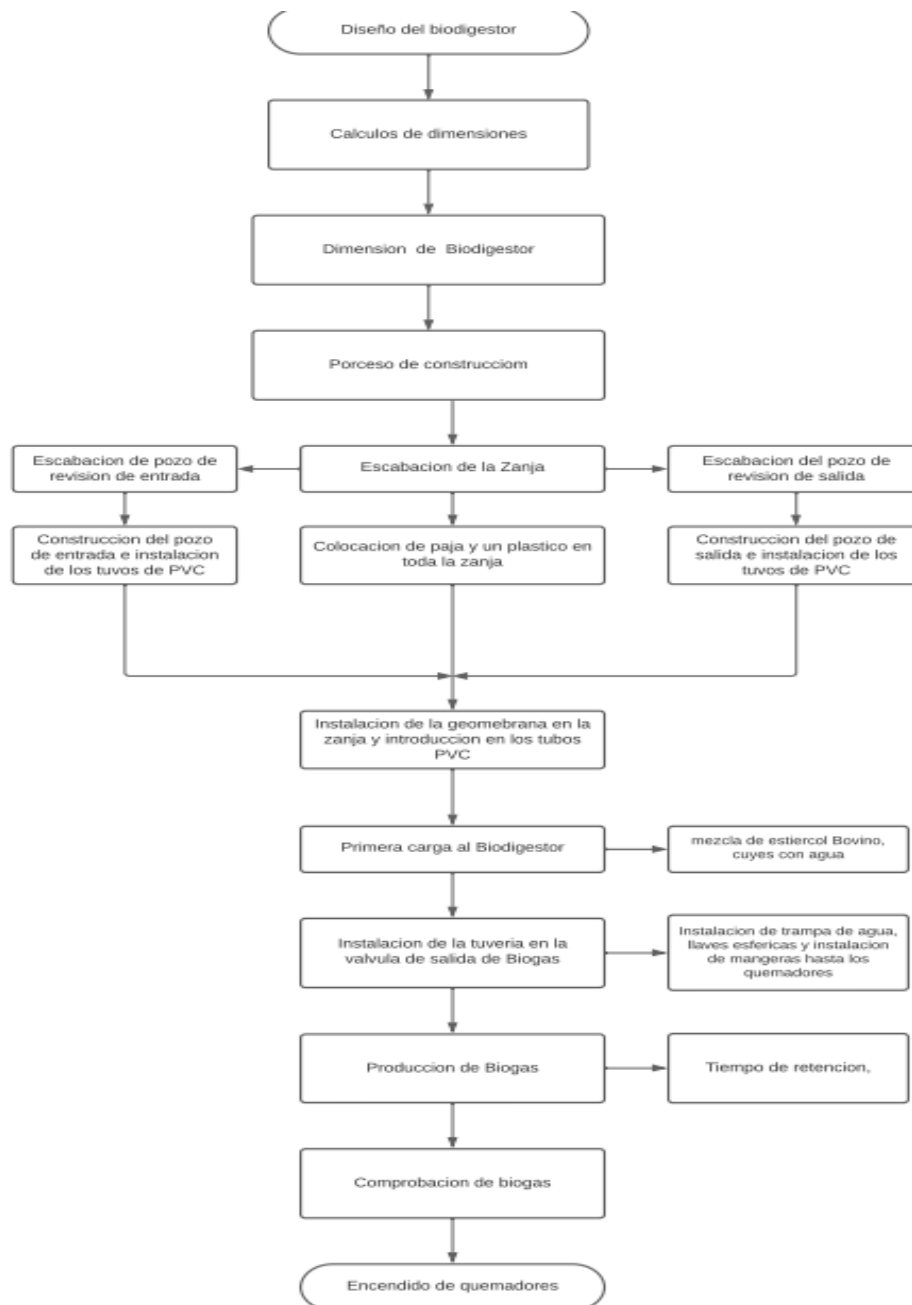 Diseño del biodigestor
Calculos de dimensiones
Dimension de Biodigestor
Porceso de construcciom
Escabacion de pozo de
revision de entrada
Escabacion de la Zanja
Escabacion del pozo de
revision de salida
Construccion del pozo
de entrada e instalacion
de los tuvos de PVC
Colocacion de paja y un plastico en
toda la zanja
Construccion del pozo de
salida e instalacion de los
tuvos de PVC
Instalacion de la geomebrana en la
zanja y introduccion en los tubos
PVC
Primera carga al Biodigestor
mezcla de estiercol Bovino,
cuyes con agua
Instalacion de la tuveria en la
valvula de salida de Biogas
Instalacion de trampa de agua,
llaves esfericas y instalacion
de mangeras hasta los
quemadores
Produccion de Biogas
Tiempo de retencion,
Comprobacion de biogas
Encendido de quemadores